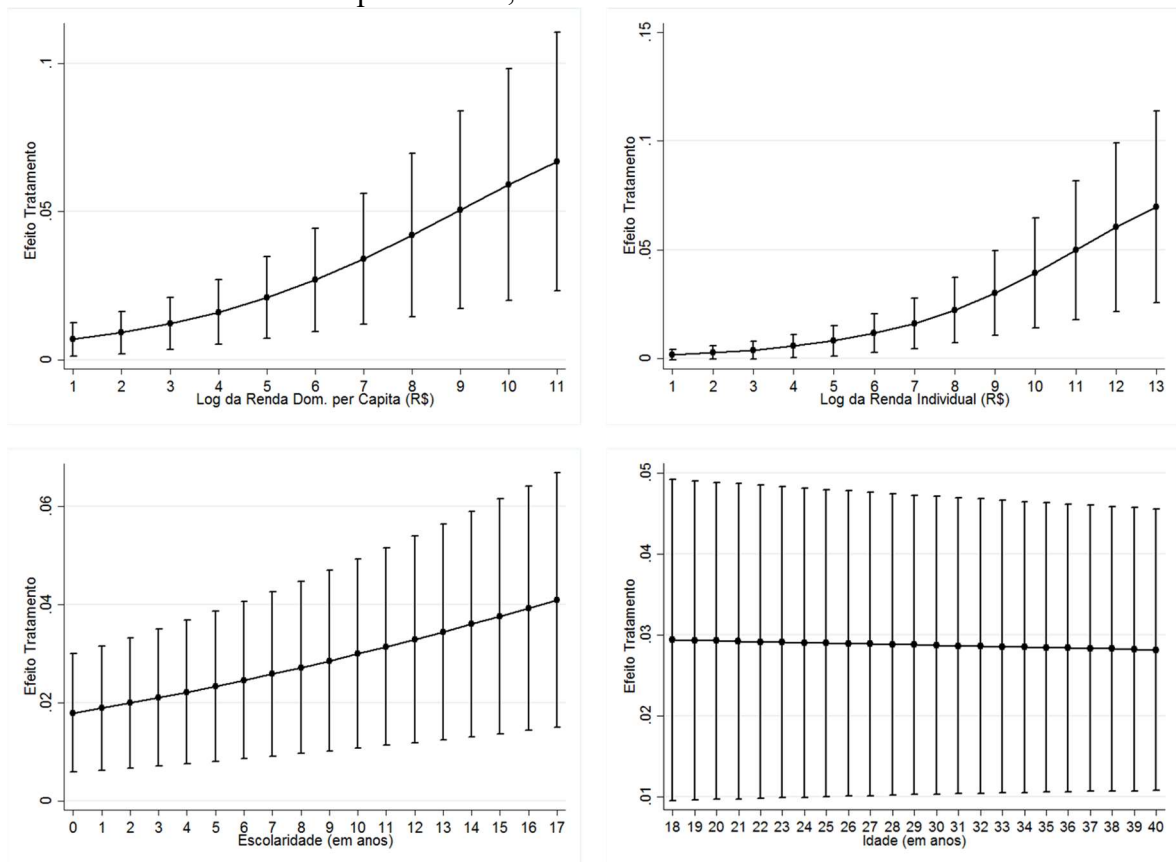 .1
.05
0
Efeito Tratamento
1 2 3 4 5 6 7 8 9 10 11
Log da Renda Dom. per Capita (R$)
.15
.1
.05
0
Efeito Tratamento
1 2 3 4 5 6 7 8 9 10 11 12 13
Log da Renda Individual (R$)
.06
.04
.02
0
Efeito Tratamento
0 1 2 3 4 5 6 7 8 9 10 11 12 13 14 15 16 17
Escolaridade (em anos)
.05
.04
.03
.02
.01
Efeito Tratamento
18 19 20 21 22 23 24 25 26 27 28 29 30 31 32 33 34 35 36 37 38 39 40
Idade (em anos)